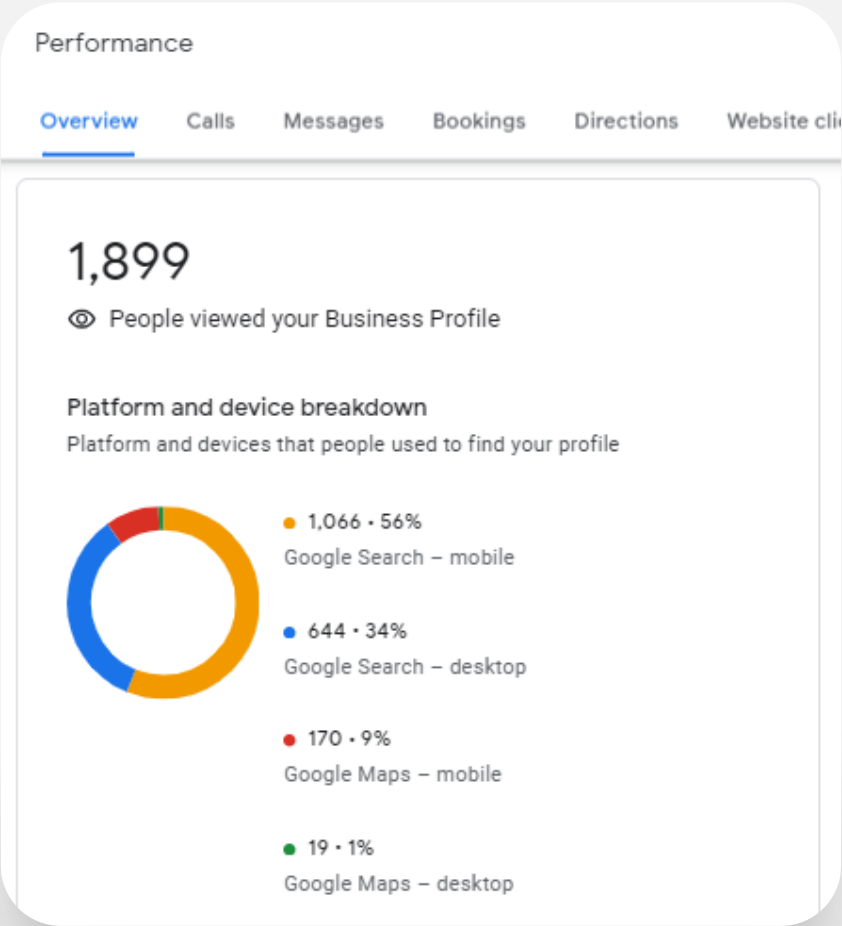 Performance
Overview Calls Messages Bookings Directions Website cli
1,899
People viewed your Business Profile
Platform and device breakdown
Platform and devices that people used to find your profile
1,066 • 56%
Google Search – mobile
644 • 34%
Google Search – desktop
170 • 9%
Google Maps – mobile
19 • 1%
Google Maps – desktop